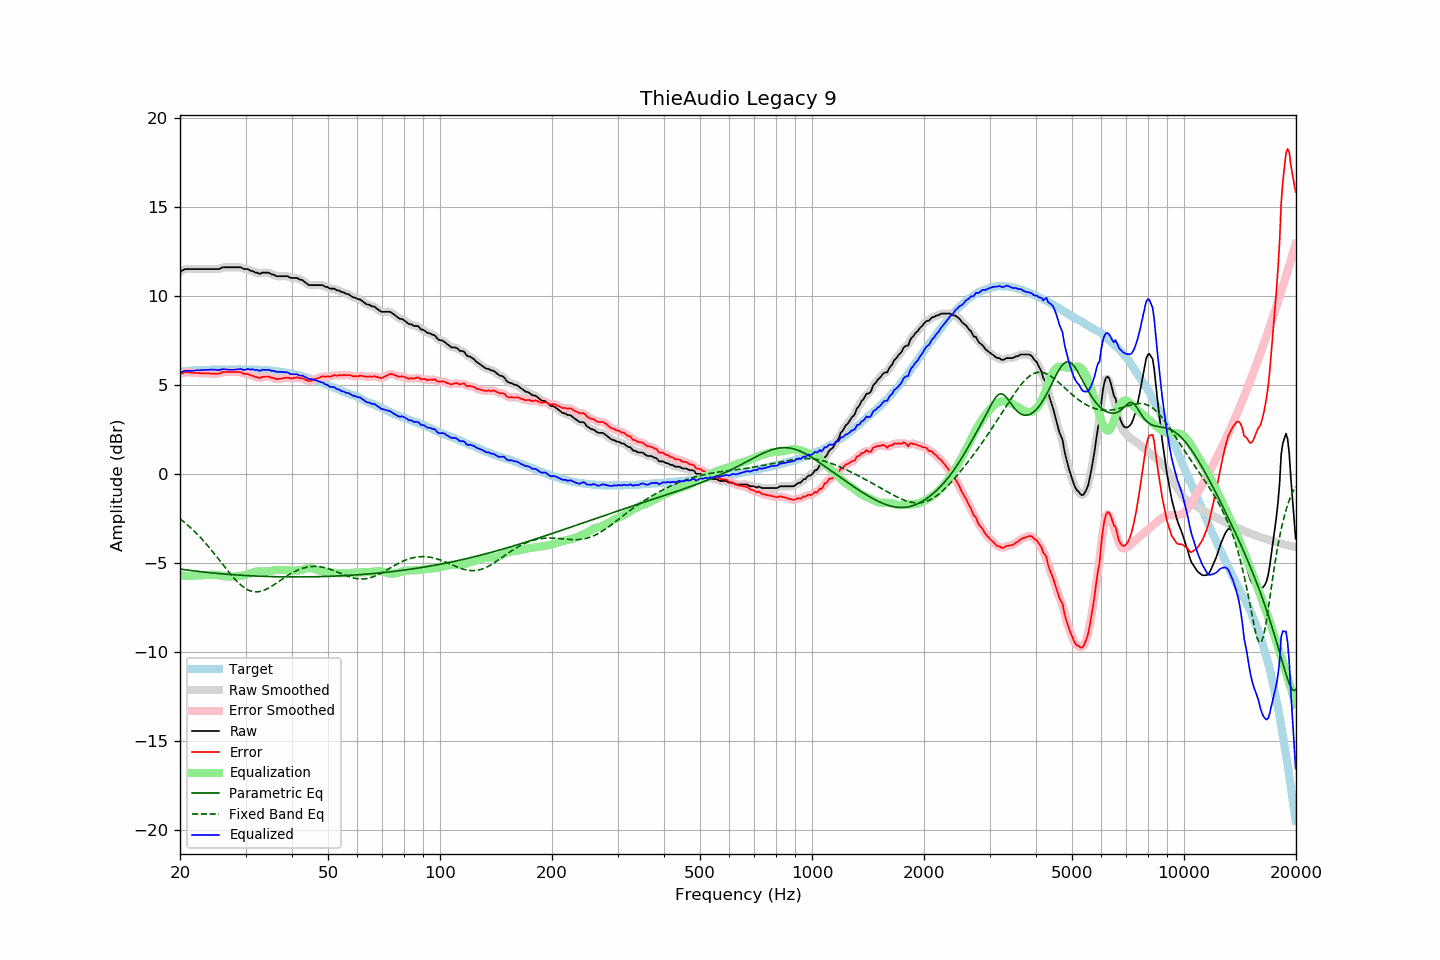 ThieAudio Legacy 9
Amplitude (dBr)
20
15
10
5
0
−5
−10
−15
−20
Target
Raw Smoothed
Error Smoothed
Raw
Error
Equalization
Parametric Eq
Fixed Band Eq
Equalized
20 50 100 200 500 1000 2000 5000 10000 20000
Frequency (Hz)